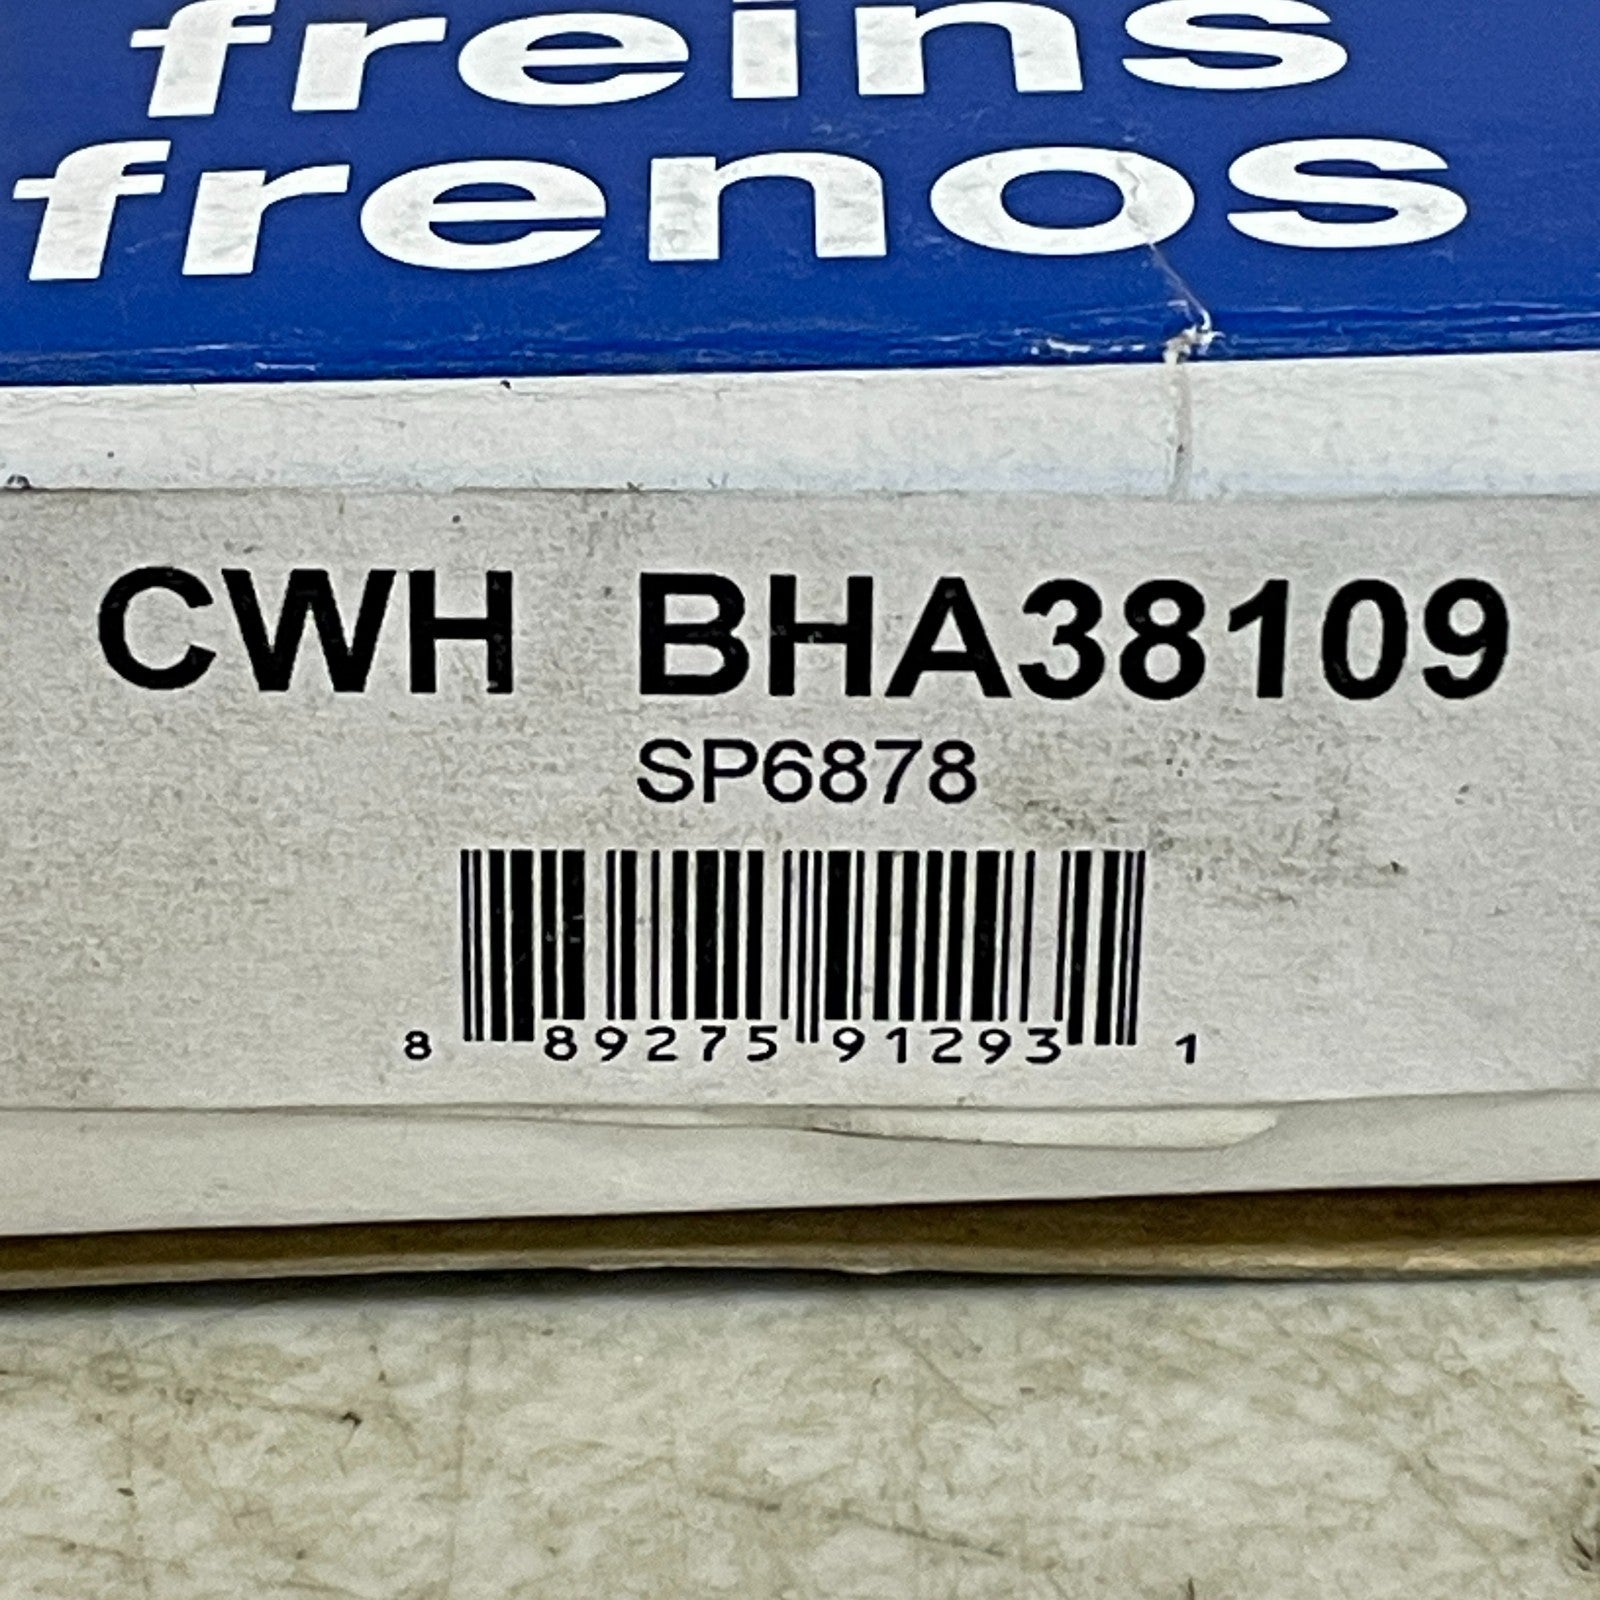 freins
frenos
CWH BHA38109
SP6878
8 89275 91293 1